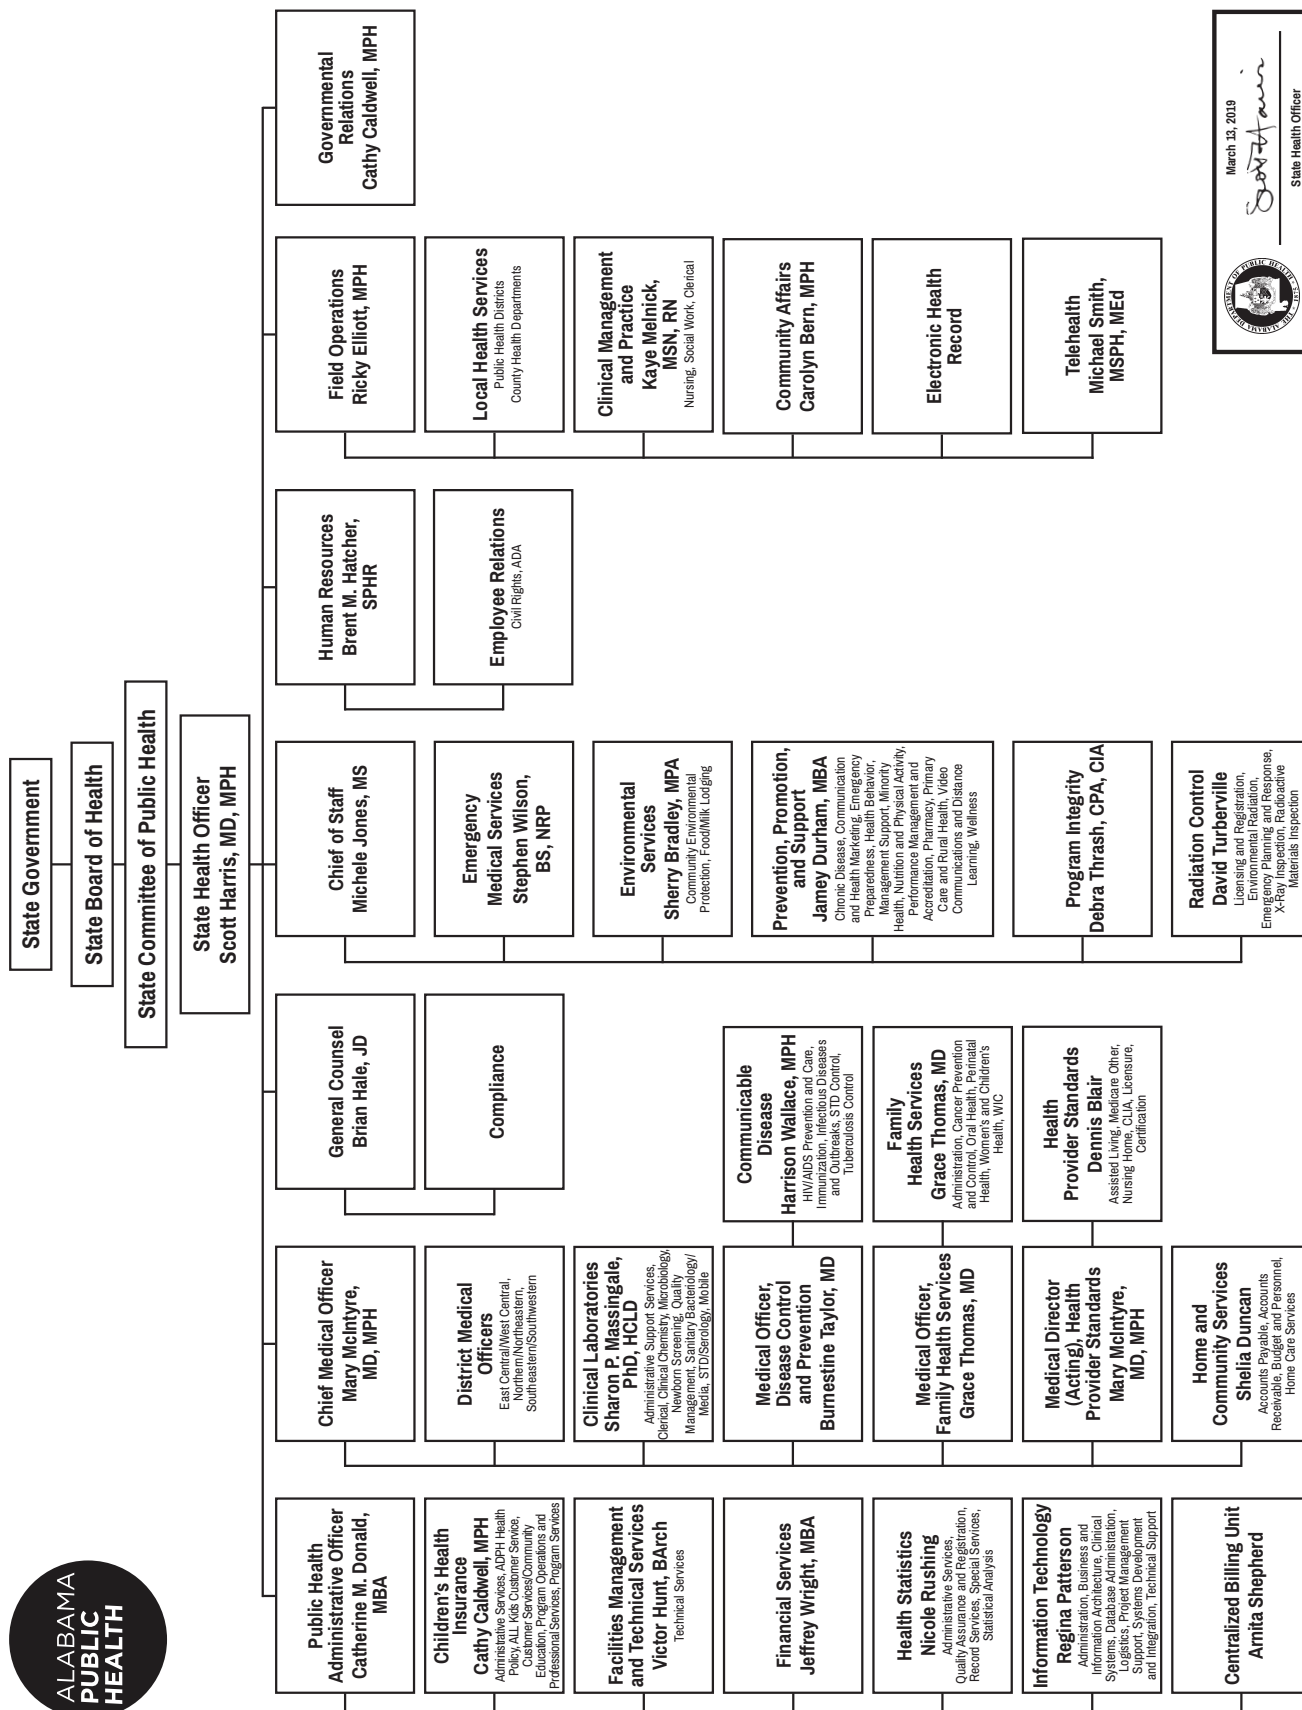 ALABAMA
PUBLIC
HEALTH
State Government
State Board of Health
State Committee of Public Health
State Health Officer
Scott Harris, MD, MPH
Public Health
Administrative Officer
Catherine M. Donald,
MBA
Children's Health
Insurance
Cathy Caldwell, MPH
Administrative Services, ADPH Health
Policy, ALL Kids Customer Service,
Customer Services/Community
Education, Program Operations and
Professional Services, Program Services
Facilities Management
and Technical Services
Victor Hunt, BArch
Technical Services
Financial Services
Jeffrey Wright, MBA
Health Statistics
Nicole Rushing
Administrative Services,
Quality Assurance and Registration,
Record Services, Special Services,
Statistical Analysis
Information Technology
Regina Patterson
Administration, Business and
Information Architecture, Clinical
Systems, Database Administration,
Logistics, Project Management
Support, Systems Development
and Integration, Technical Support
Centralized Billing Unit
Arnita Shepherd
Chief Medical Officer
Mary McIntyre,
MD, MPH
District Medical
Officers
East Central/West Central,
Northern/Northeastern,
Southeastern/Southwestern
Clinical Laboratories
Sharon P. Massingale,
PhD, HCLD
Administrative Support Services,
Clerical, Clinical Chemistry, Microbiology,
Newborn Screening, Quality
Management, Sanitary Bacteriology/
Media, STD/Serology, Mobile
Medical Officer,
Disease Control
and Prevention
Burnestine Taylor, MD
Medical Officer,
Family Health Services
Grace Thomas, MD
Medical Director
(Acting), Health
Provider Standards
Mary McIntyre,
MD, MPH
Home and
Community Services
Shelia Duncan
Accounts Payable, Accounts
Receivable, Budget and Personnel,
Home Care Services
Communicable
Disease
Harrison Wallace, MPH
HIV/AIDS Prevention and Care,
Immunization, Infectious Diseases
and Outbreaks, STD Control,
Tuberculosis Control
Family
Health Services
Grace Thomas, MD
Administration, Cancer Prevention
and Control, Oral Health, Perinatal
Health, Women's and Children's
Health, WIC
Health
Provider Standards
Dennis Blair
Assisted Living, Medicare Other,
Nursing Home, CLIA, Licensure,
Certification
General Counsel
Brian Hale, JD
Compliance
Chief of Staff
Michele Jones, MS
Emergency
Medical Services
Stephen Wilson,
BS, NRP
Environmental
Services
Sherry Bradley, MPA
Community Environmental
Protection, Food/Milk Lodging
Prevention, Promotion,
and Support
Jamey Durham, MBA
Chronic Disease, Communication
and Health Marketing, Emergency
Preparedness, Health Behavior,
Management Support, Minority
Health, Nutrition and Physical Activity,
Performance Management and
Accreditation, Pharmacy, Primary
Care and Rural Health, Video
Communications and Distance
Learning, Wellness
Program Integrity
Debra Thrash, CPA, CIA
Radiation Control
David Turberville
Licensing and Registration,
Environmental Radiation,
Emergency Planning and Response,
X-Ray Inspection, Radioactive
Materials Inspection
Human Resources
Brent M. Hatcher,
SPHR
Employee Relations
Civil Rights, ADA
Field Operations
Ricky Elliott, MPH
Local Health Services
Public Health Districts
County Health Departments
Clinical Management
and Practice
Kaye Melnick,
MSN, RN
Nursing, Social Work, Clerical
Community Affairs
Carolyn Bern, MPH
Electronic Health
Record
Telehealth
Michael Smith,
MSPH, MEd
Governmental
Relations
Cathy Caldwell, MPH
THE ALABAMA DEPARTMENT OF PUBLIC HEALTH · 1875 ·
March 13, 2019
Scott Harris
State Health Officer